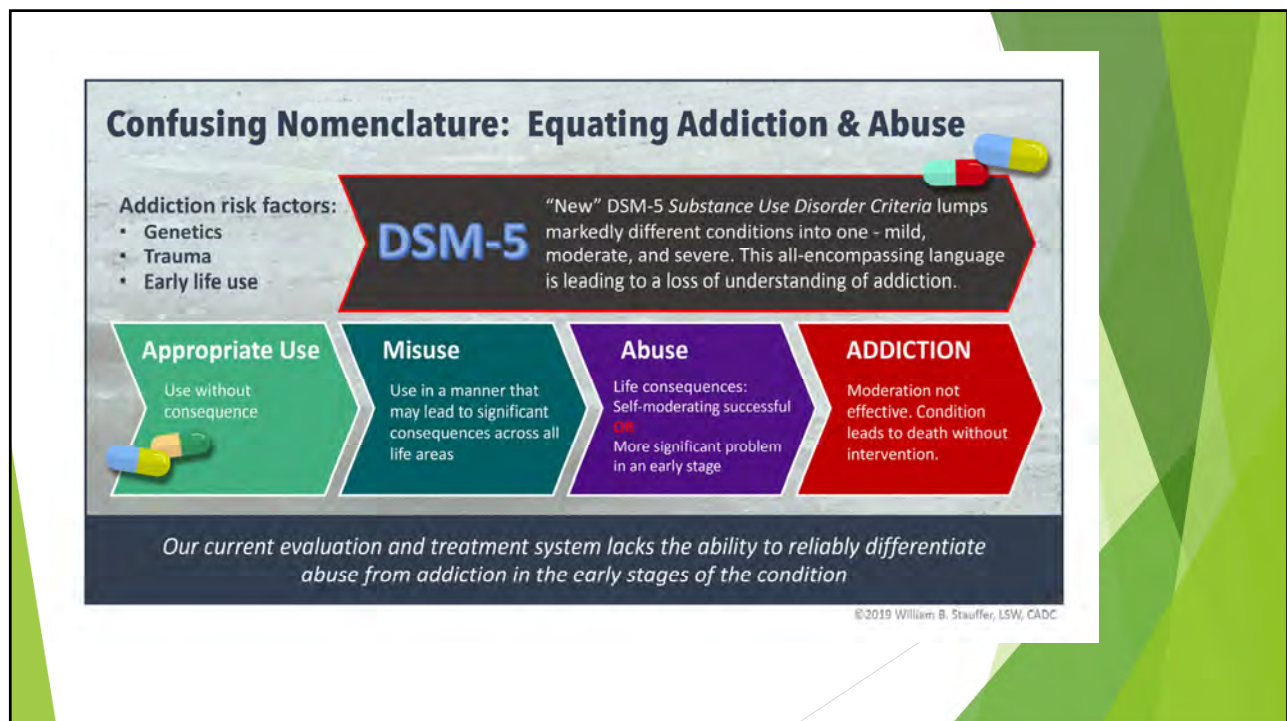 Confusing Nomenclature: Equating Addiction & Abuse
Addiction risk factors:
• Genetics
• Trauma
• Early life use
DSM-5
“New” DSM-5 Substance Use Disorder Criteria lumps
markedly different conditions into one - mild,
moderate, and severe. This all-encompassing language
is leading to a loss of understanding of addiction.
Appropriate Use
Use without
consequence
Misuse
Use in a manner that
may lead to significant
consequences across all
life areas
Abuse
Life consequences:
Self-moderating successful
OR
More significant problem
in an early stage
ADDICTION
Moderation not
effective. Condition
leads to death without
intervention.
Our current evaluation and treatment system lacks the ability to reliably differentiate
abuse from addiction in the early stages of the condition
©2019 William B. Stauffer, LSW, CADC